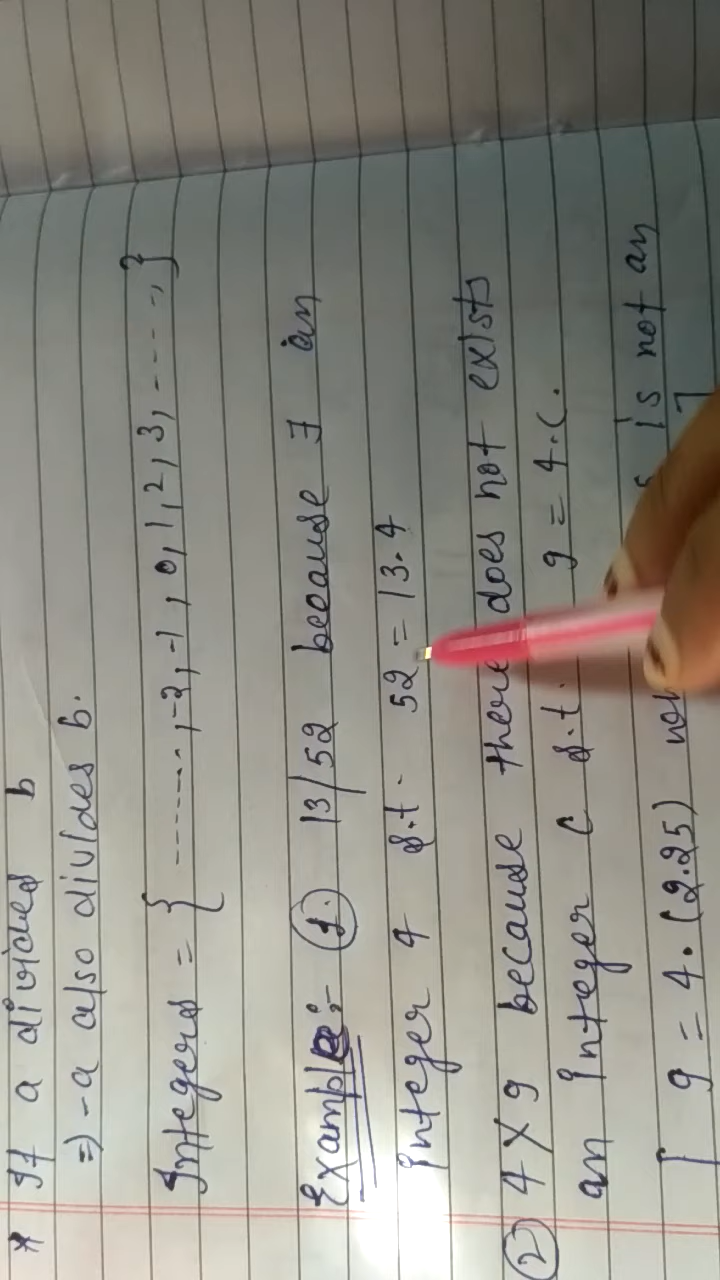 * If a divides b
⇒ -a also divides b.
Integers = { ........, -2, -1, 0, 1, 2, 3, - - - - ., }
Example:- ①. 13/52 because ∃ an
integer 4 s.t. 52 = 13.4
② 4 X 9 because there does not exists
an integer C s.t. 9 = 4.C.
[ 9 = 4.(2.25) is not an